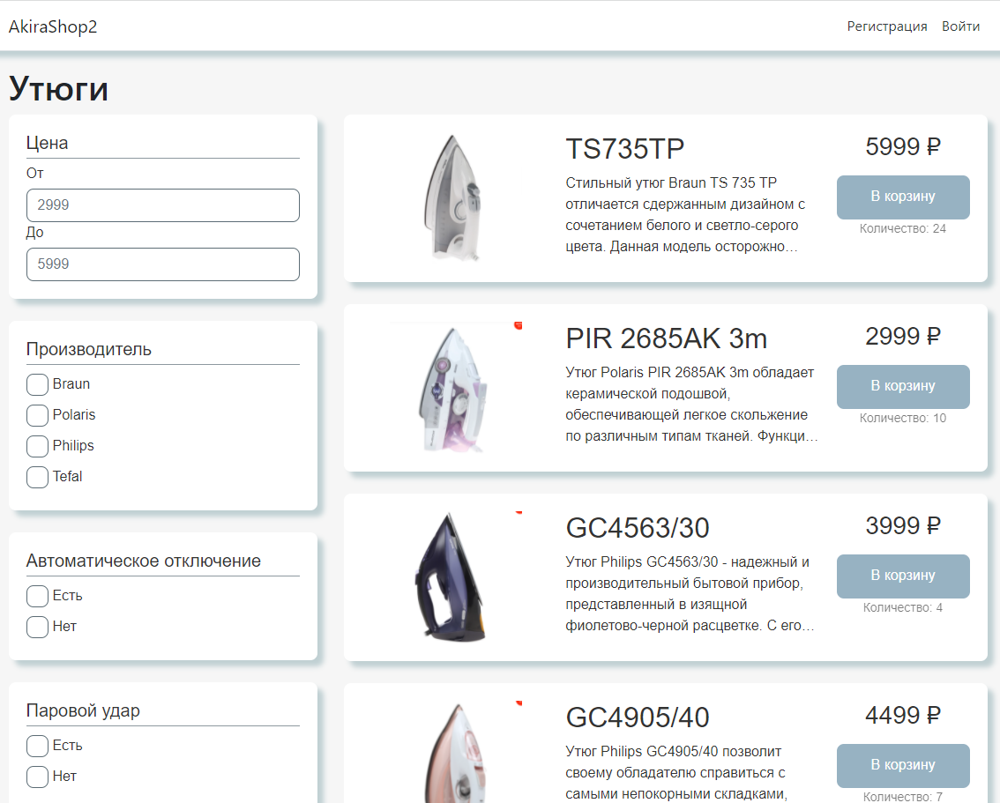 AkiraShop2
Регистрация Войти
Утюги
Цена
От
2999
До
5999
Производитель
Braun
Polaris
Philips
Tefal
Автоматическое отключение
Есть
Нет
Паровой удар
Есть
Нет
TS735TP
Стильный утюг Braun TS 735 TP
отличается сдержанным дизайном с
сочетанием белого и светло-серого
цвета. Данная модель осторожно…
5999 ₽
В корзину
Количество: 24
PIR 2685AK 3m
Утюг Polaris PIR 2685AK 3m обладает
керамической подошвой,
обеспечивающей легкое скольжение
по различным типам тканей. Функци…
2999 ₽
В корзину
Количество: 10
GC4563/30
Утюг Philips GC4563/30 - надежный и
производительный бытовой прибор,
представленный в изящной
фиолетово-черной расцветке. С его…
3999 ₽
В корзину
Количество: 4
GC4905/40
Утюг Philips GC4905/40 позволит
своему обладателю справиться с
самыми непокорными складками,
4499 ₽
В корзину
Количество: 7